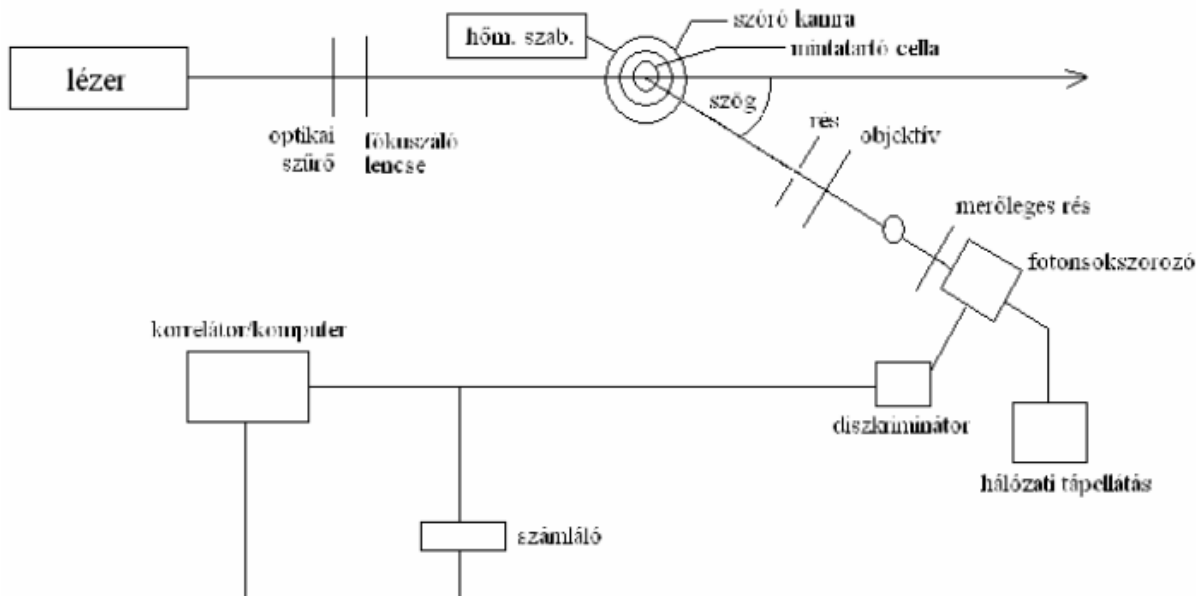 hőm. szab.
szóró kamra
mintatartó cella
lézer
szög
optikai
szűrő
fókuszáló
lencse
rés
objektív
merőleges rés
fotonsokszorozó
korrelátor/komputer
diszkriminátor
hálózati tápellátás
számláló